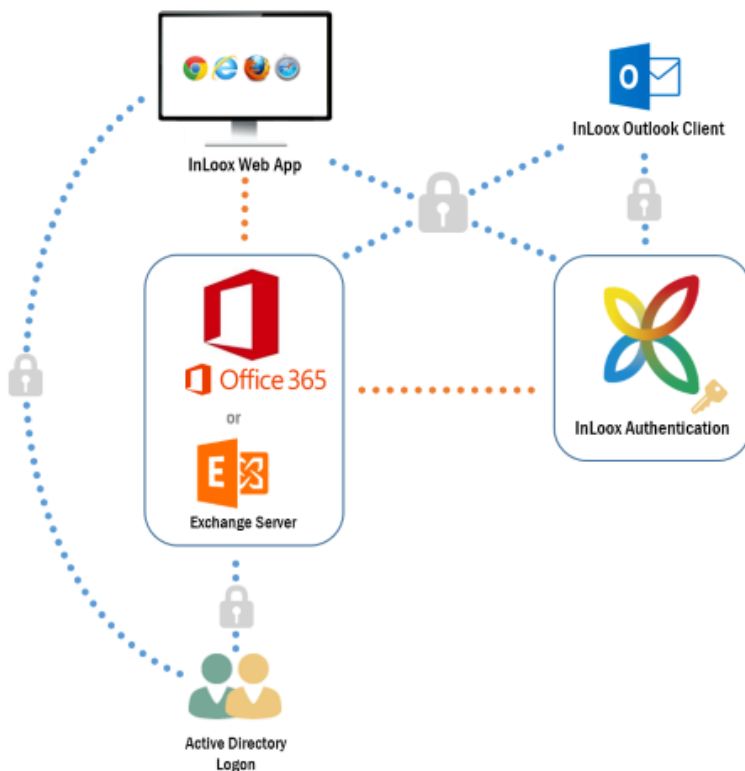 InLoox Web App
O
InLoox Outlook Client
Office 365
or
InLoox Authentication
E
Exchange Server
Active Directory
Logon